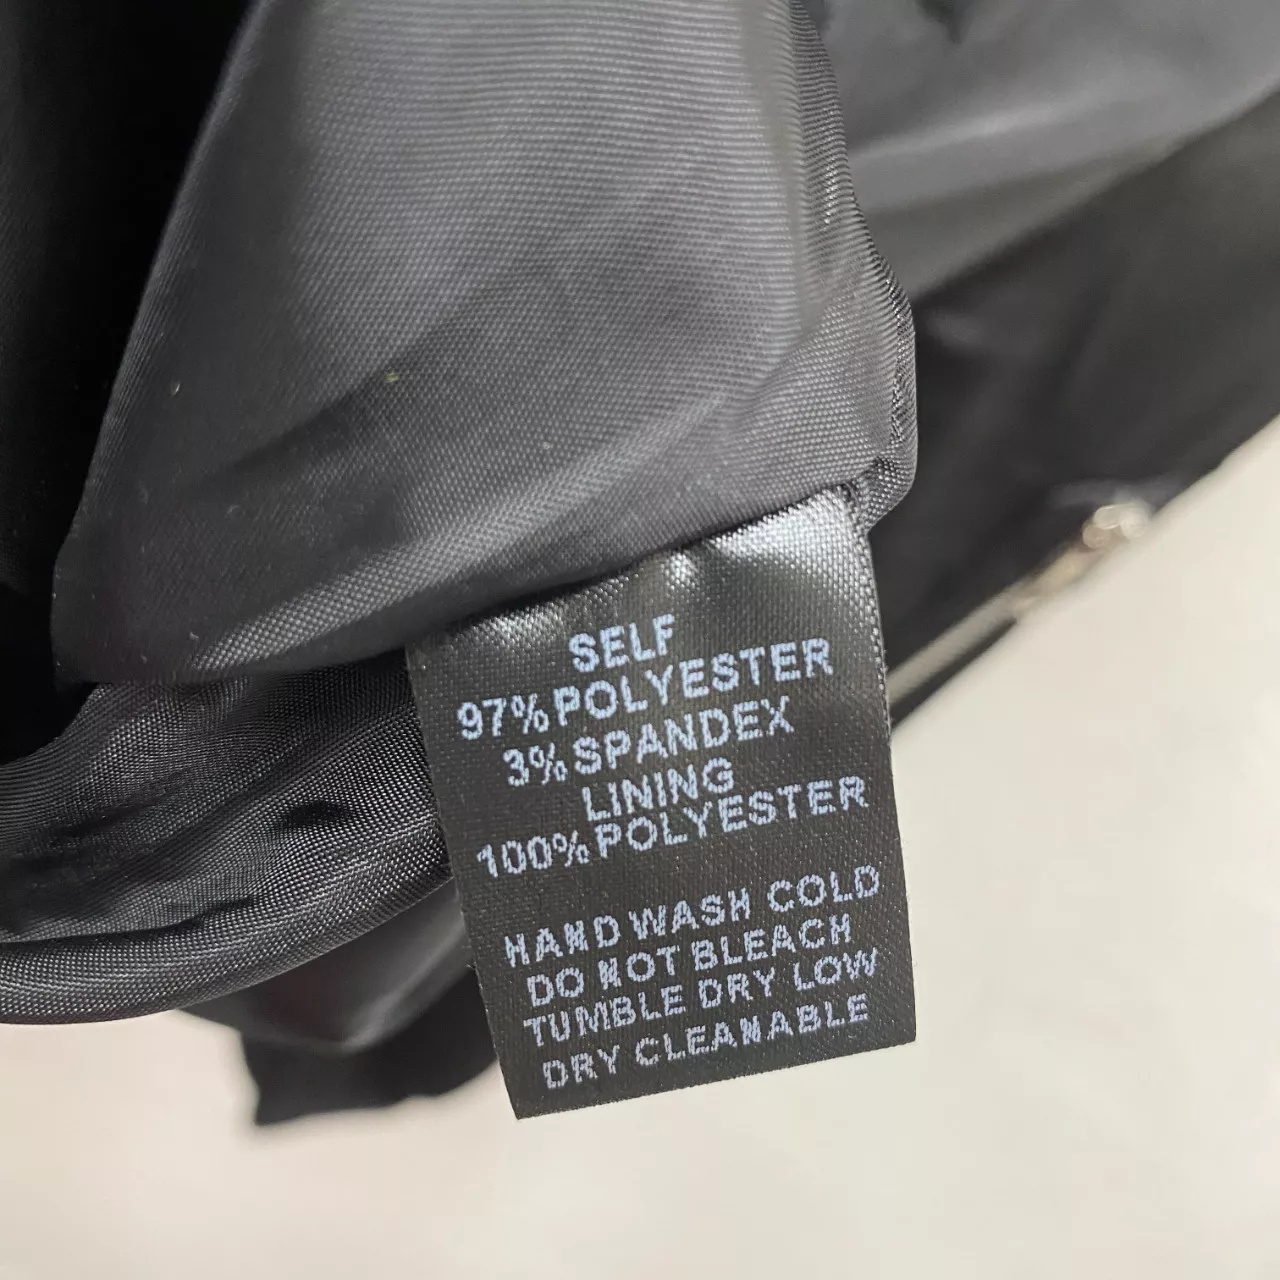 SELF
97% POLYESTER
3% SPANDEX
LINING
100% POLYESTER
HAND WASH COLD
DO NOT BLEACH
TUMBLE DRY LOW
DRY CLEANABLE